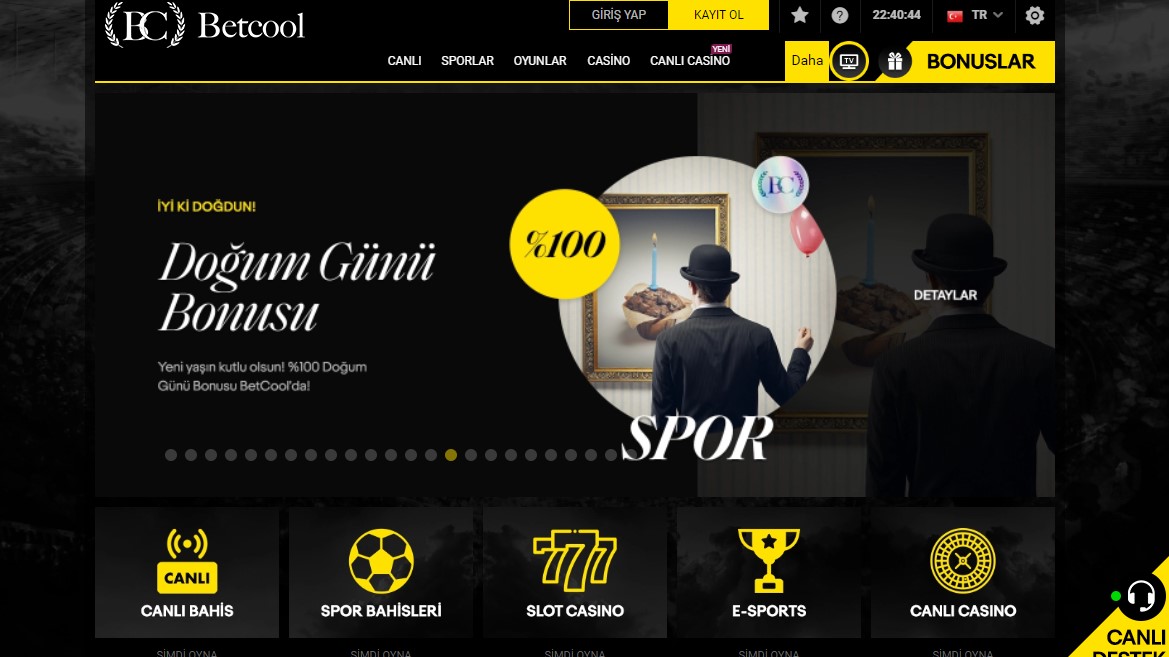 BC Betcool
GİRİŞ YAP
KAYIT OL
22:40:44
TR
CANLI
SPORLAR
OYUNLAR
CASİNO
CANLI CASİNO
YENİ
Daha
TV
BONUSLAR
İYİ Kİ DOĞDUN!
Doğum Günü
Bonusu
Yeni yaşın kutlu olsun! %100 Doğum
Günü Bonusu BetCool'da!
%100
BC
SPOR
DETAYLAR
CANLI
CANLI BAHİS
SPOR BAHİSLERİ
777
SLOT CASINO
E-SPORTS
CANLI CASINO
ŞİMDİ OYNA
ŞİMDİ OYNA
ŞİMDİ OYNA
ŞİMDİ OYNA
ŞİMDİ OYNA
CANLI
DESTEK